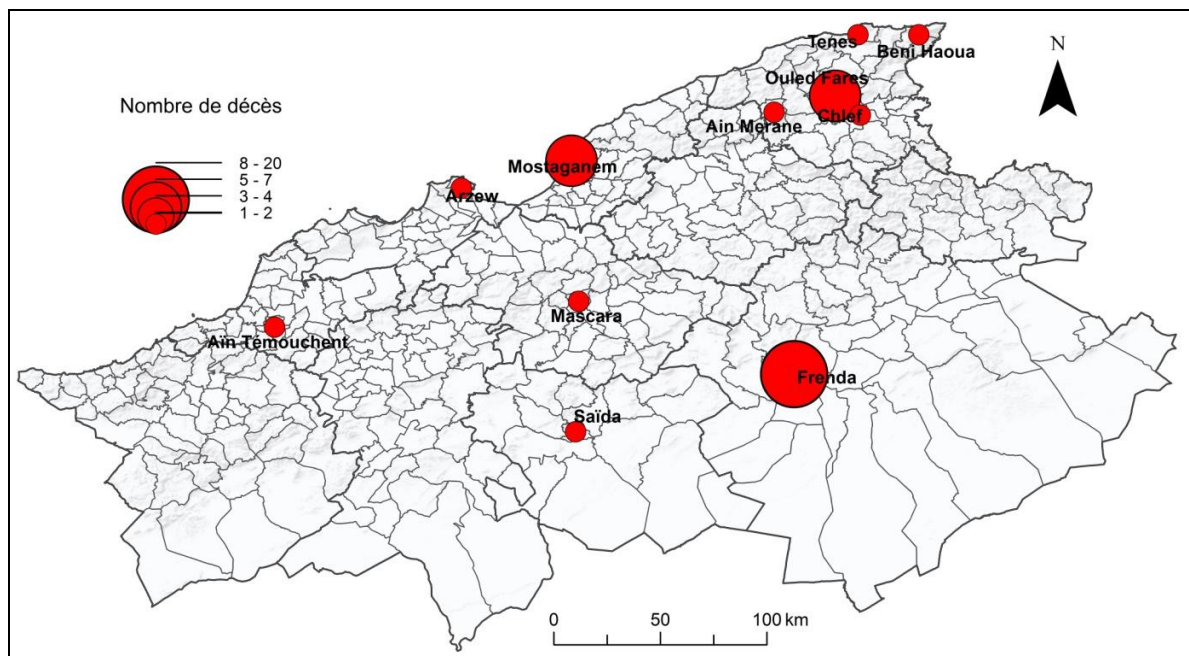 Tenes
Beni Haoua
N
Ouled Fares
Nombre de décès
Ain Merane
Chlef
8 - 20
5 - 7
3 - 4
1 - 2
Mostaganem
Arzew
Mascara
Aïn Témouchent
Frenda
Saïda
0 50 100 km